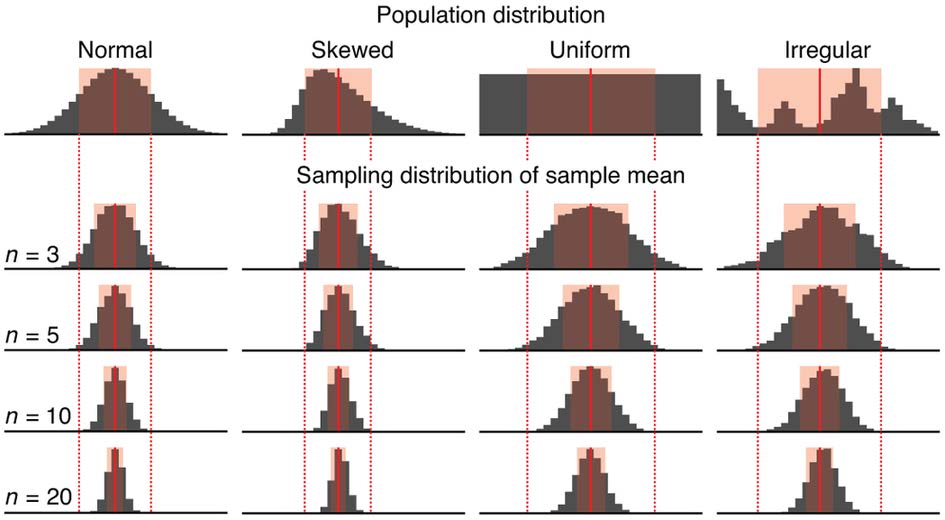 Population distribution
Normal Skewed Uniform Irregular
Sampling distribution of sample mean
n = 3
n = 5
n = 10
n = 20